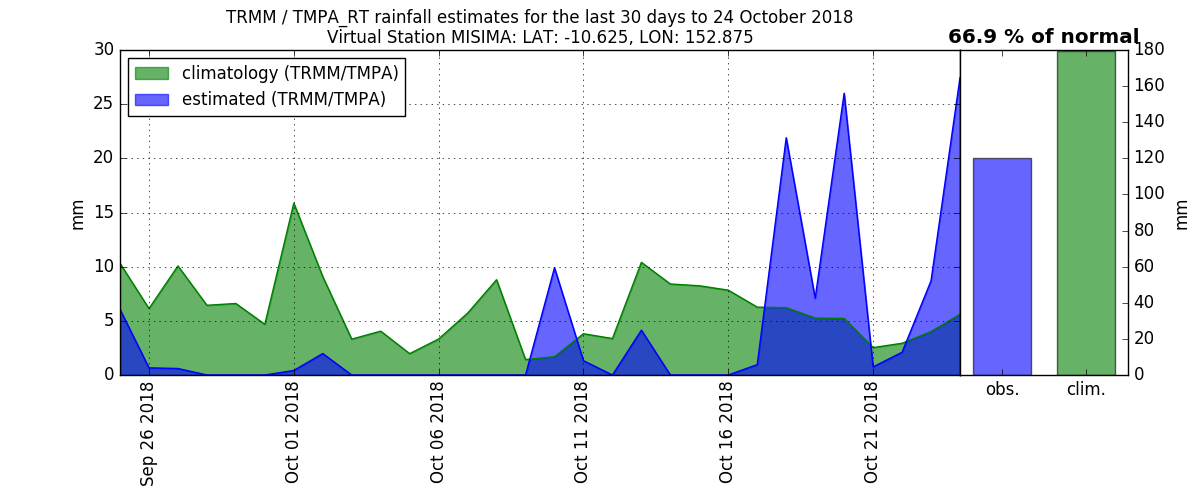 TRMM / TMPA_RT rainfall estimates for the last 30 days to 24 October 2018
Virtual Station MISIMA: LAT: -10.625, LON: 152.875
66.9 % of normal
climatology (TRMM/TMPA)
estimated (TRMM/TMPA)
30
25
20
15
10
5
0
mm
Sep 26 2018
Oct 01 2018
Oct 06 2018
Oct 11 2018
Oct 16 2018
Oct 21 2018
obs.
clim.
180
160
140
120
100
80
60
40
20
0
mm